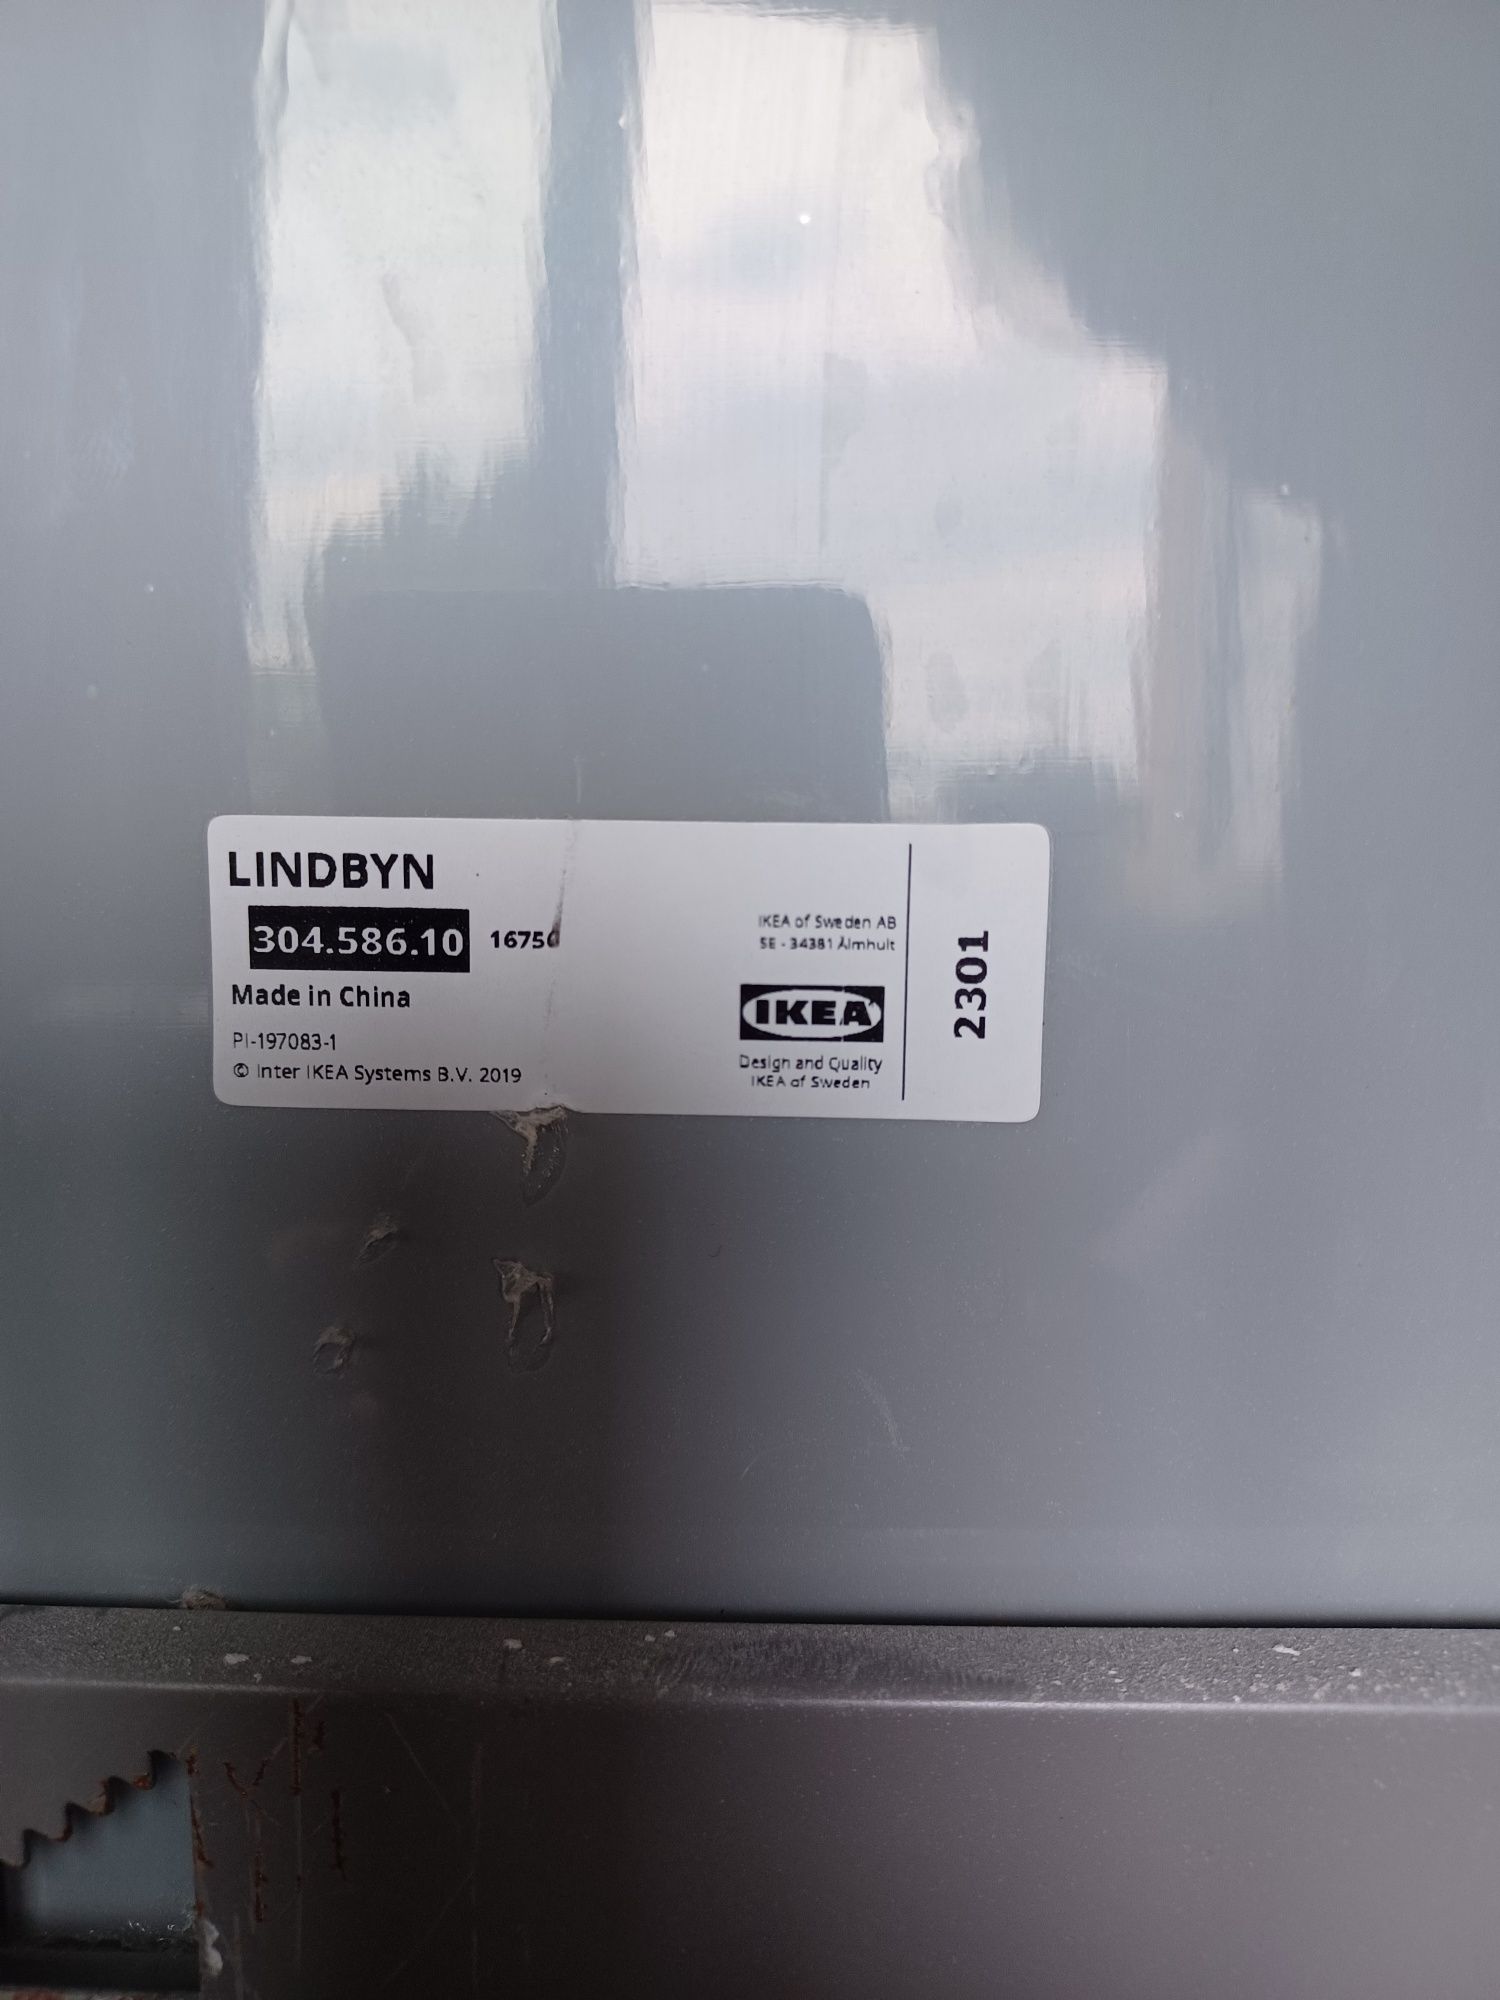 LINDBYN
304.586.10 16750
Made in China
PI-197083-1
© Inter IKEA Systems B.V. 2019
IKEA of Sweden AB
SE - 34381 Älmhult
IKEA
Design and Quality
IKEA of Sweden
2301